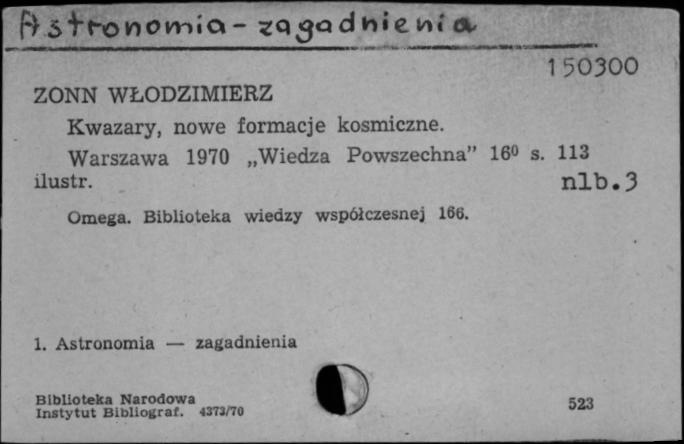 Astronomia - zagadnienia
150300
ZONN WŁODZIMIERZ
Kwazary, nowe formacje kosmiczne.
Warszawa 1970 „Wiedza Powszechna” 16⁰ s. 113
ilustr.
nlb.3
Omega. Biblioteka wiedzy współczesnej 166.
1. Astronomia — zagadnienia
Biblioteka Narodowa
Instytut Bibliograf. 4373/70
523